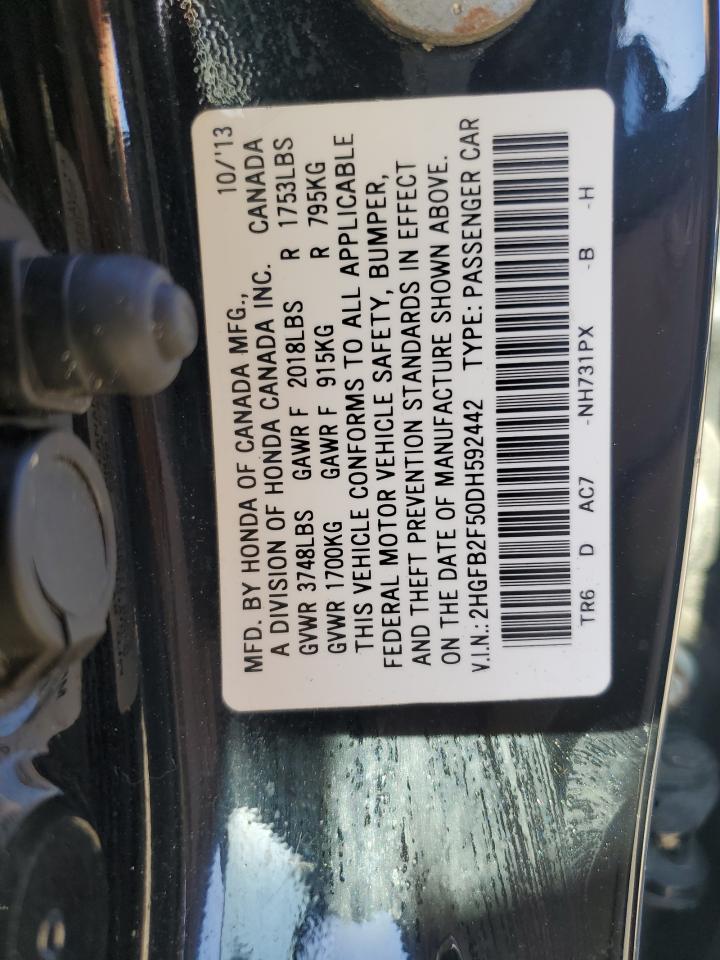 MFD. BY HONDA OF CANADA MFG., 10/'13
A DIVISION OF HONDA CANADA INC. CANADA
GVWR 3748LBS GAWR F 2018LBS R 1753LBS
GVWR 1700KG GAWR F 915KG R 795KG
THIS VEHICLE CONFORMS TO ALL APPLICABLE
FEDERAL MOTOR VEHICLE SAFETY, BUMPER,
AND THEFT PREVENTION STANDARDS IN EFFECT
ON THE DATE OF MANUFACTURE SHOWN ABOVE.
V.I.N.: 2HGFB2F50DH592442 TYPE: PASSENGER CAR
TR6 D AC7 -NH731PX -B -H